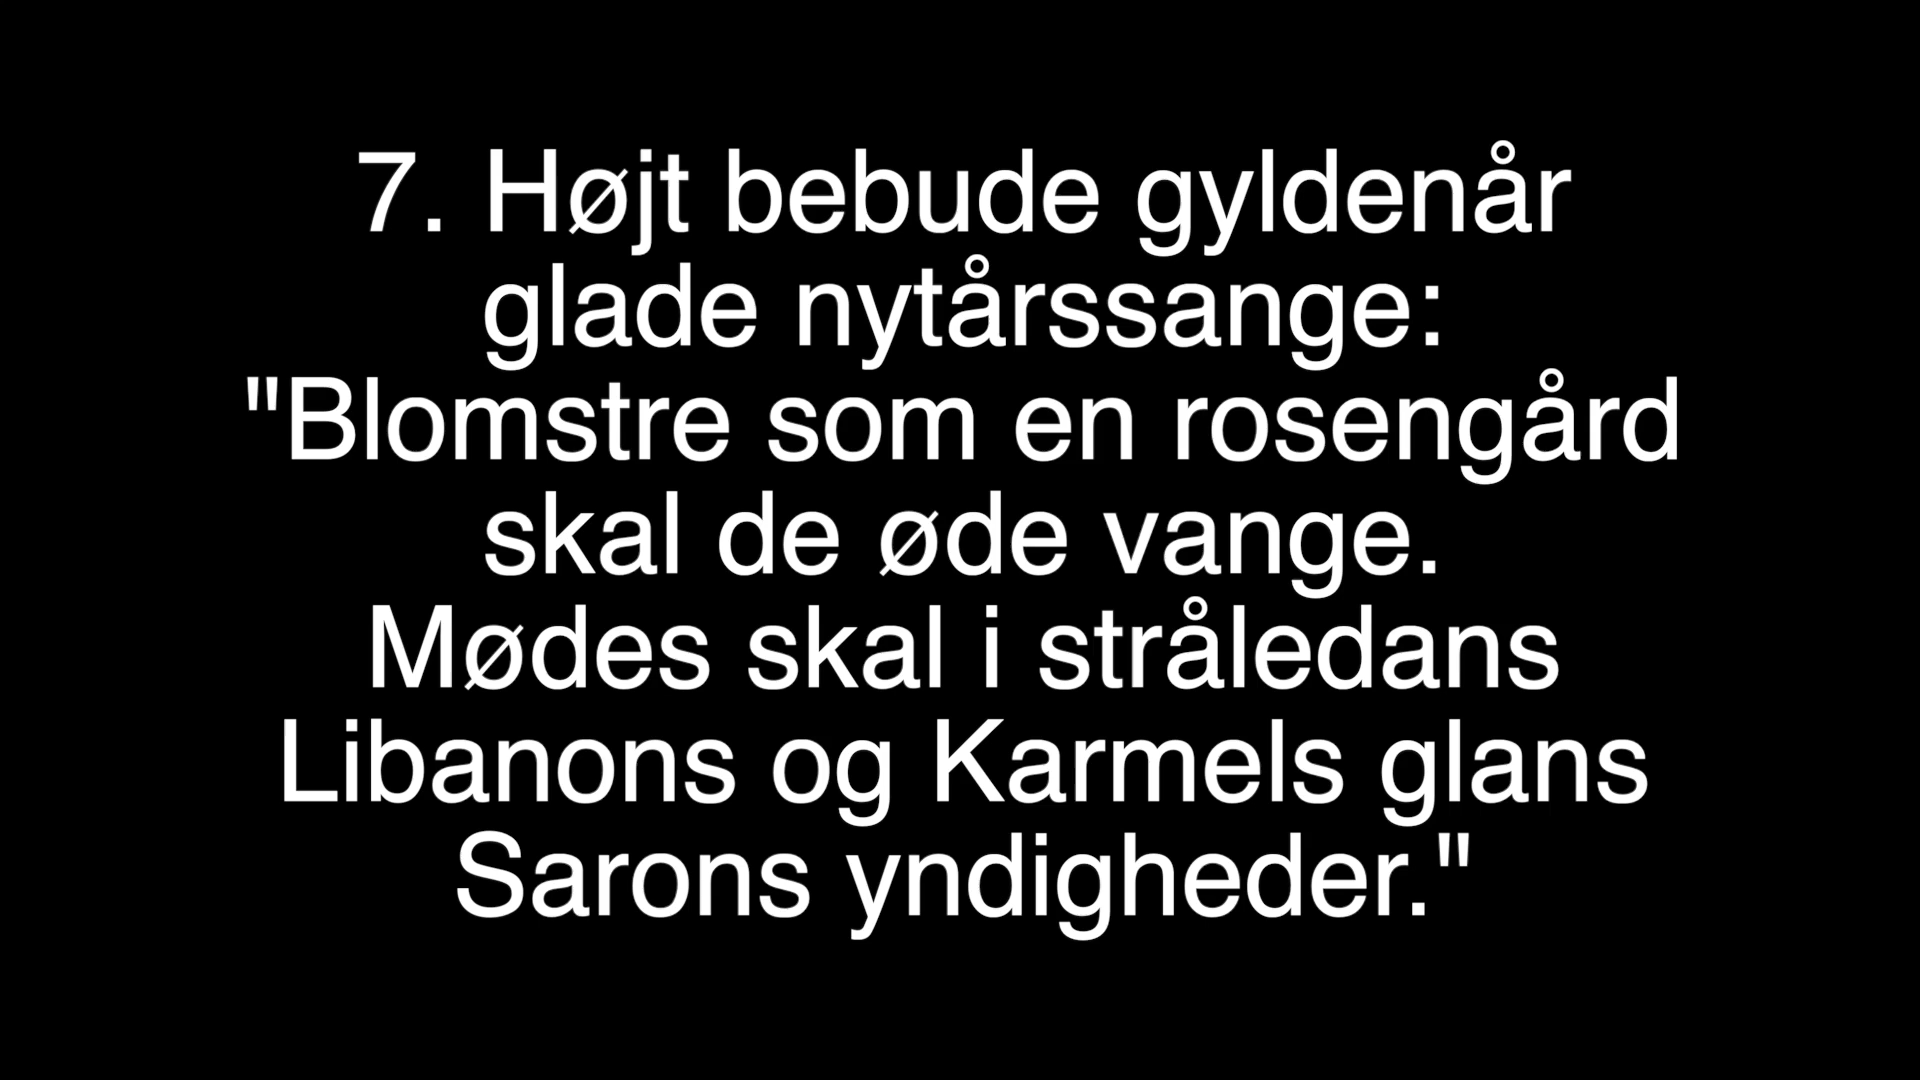 7. Højt bebude gyldenår
glade nytårssange:
"Blomstre som en rosengård
skal de øde vange.
Mødes skal i stråledans
Libanons og Karmels glans
Sarons yndigheder."